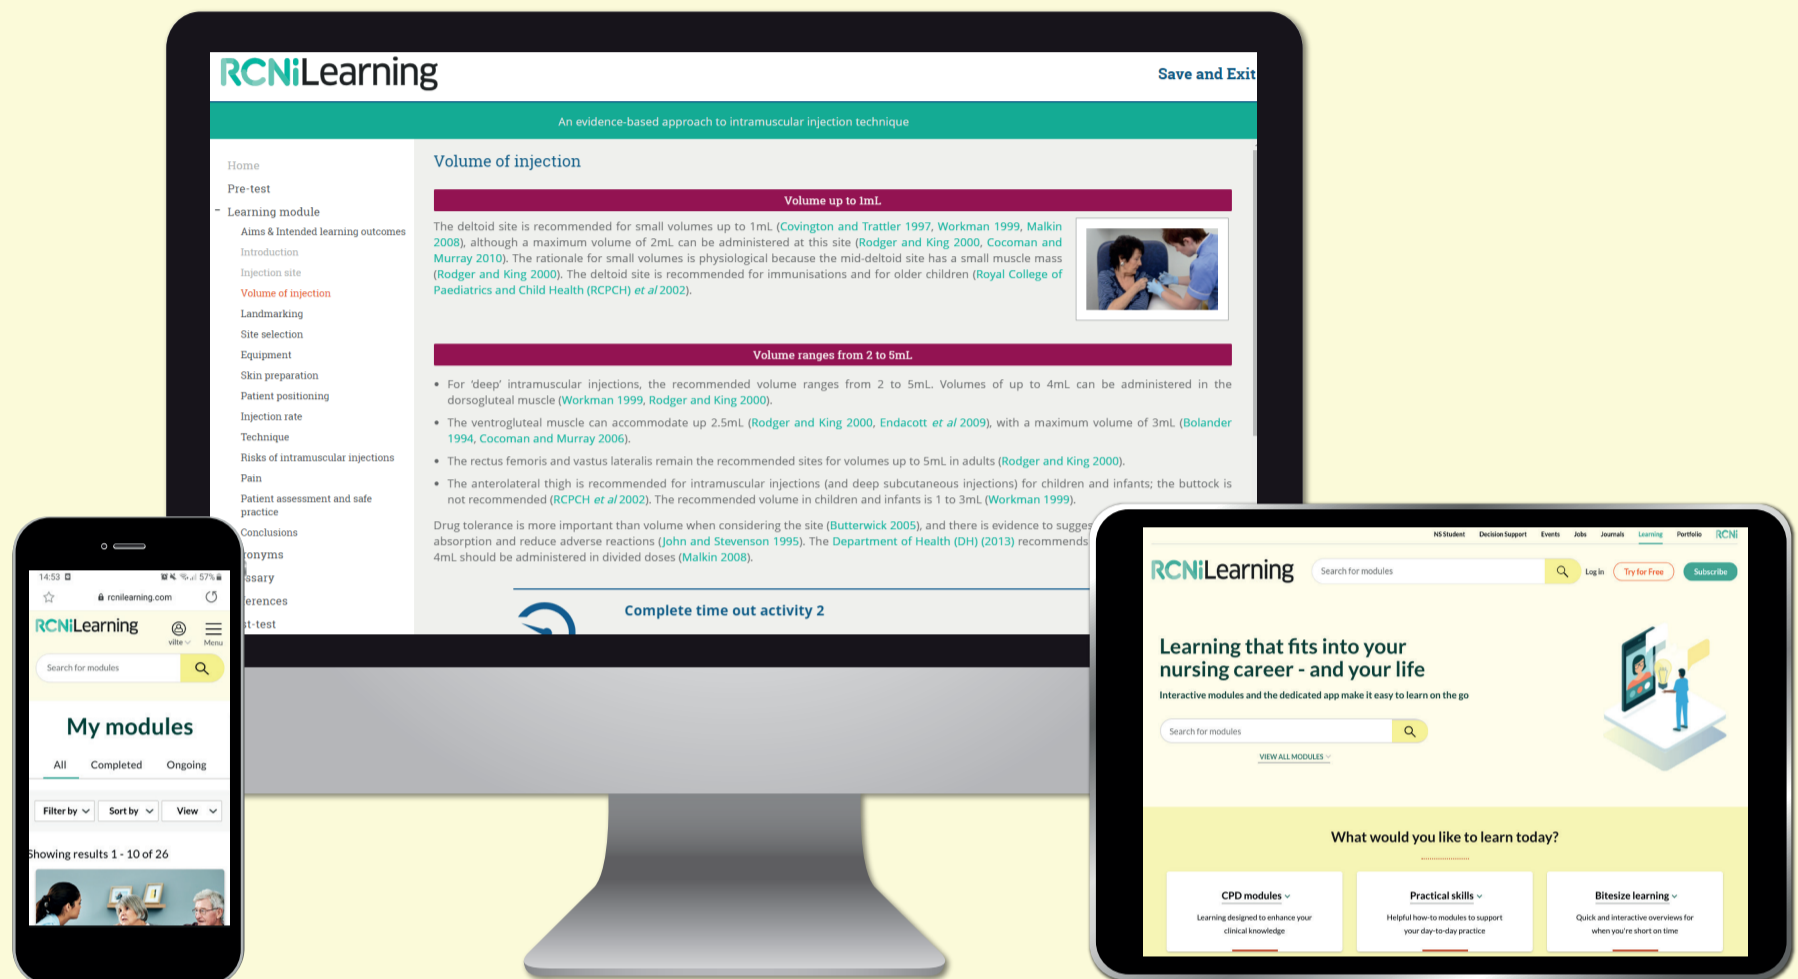 RCNiLearning
Save and Exit
An evidence-based approach to intramuscular injection technique
Home
Pre-test
- Learning module
Aims & Intended learning outcomes
Introduction
Injection site
Volume of injection
Landmarking
Site selection
Equipment
Skin preparation
Patient positioning
Injection rate
Technique
Risks of intramuscular injections
Pain
Patient assessment and safe
practice
Conclusions
Volume of injection
Volume up to 1mL
The deltoid site is recommended for small volumes up to 1mL (Covington and Trattler 1997, Workman 1999, Malkin
2008), although a maximum volume of 2mL can be administered at this site (Rodger and King 2000, Cocoman and
Murray 2010). The rationale for small volumes is physiological because the mid-deltoid site has a small muscle mass
(Rodger and King 2000). The deltoid site is recommended for immunisations and for older children (Royal College of
Paediatrics and Child Health (RCPCH) et al 2002).
Volume ranges from 2 to 5mL
• For 'deep' intramuscular injections, the recommended volume ranges from 2 to 5mL. Volumes of up to 4mL can be administered in the
dorsogluteal muscle (Workman 1999, Rodger and King 2000).
• The ventrogluteal muscle can accommodate up 2.5mL (Rodger and King 2000, Endacott et al 2009), with a maximum volume of 3mL (Bolander
1994, Cocoman and Murray 2006).
• The rectus femoris and vastus lateralis remain the recommended sites for volumes up to 5mL in adults (Rodger and King 2000).
• The anterolateral thigh is recommended for intramuscular injections (and deep subcutaneous injections) for children and infants; the buttock is
not recommended (RCPCH et al 2002). The recommended volume in children and infants is 1 to 3mL (Workman 1999).
Drug tolerance is more important than volume when considering the site (Butterwick 2005), and there is evidence to sugges
absorption and reduce adverse reactions (John and Stevenson 1995). The Department of Health (DH) (2013) recommends
4mL should be administered in divided doses (Malkin 2008).
Complete time out activity 2
ronyms
ssary
erences
st-test
14:53 57%
rcnilearning.com
RCNiLearning
vilte
Menu
Search for modules
My modules
All Completed Ongoing
Filter by Sort by View
Showing results 1 - 10 of 26
NS Student Decision Support Events Jobs Journals Learning Portfolio RCNi
RCNiLearning
Search for modules
Log in Try for Free Subscribe
Learning that fits into your
nursing career - and your life
Interactive modules and the dedicated app make it easy to learn on the go
Search for modules
VIEW ALL MODULES
What would you like to learn today?
CPD modules
Learning designed to enhance your
clinical knowledge
Practical skills
Helpful how-to modules to support
your day-to-day practice
Bitesize learning
Quick and interactive overviews for
when you're short on time